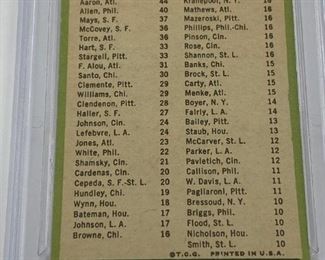 Aaron, Atl. 44
Allen, Phil. 40
Mays, S. F. 37
McCovey, S. F. 36
Torre, Atl. 36
Hart, S. F. 33
Stargell, Pitt. 33
F. Alou, Atl. 31
Santo, Chi. 30
Clemente, Pitt. 29
Williams, Chi. 29
Clendenon, Pitt. 28
Haller, S. F. 27
Johnson, Cin. 24
Lefebvre, L. A. 24
Jones, Atl. 23
White, Phil. 22
Shamsky, Cin. 21
Cardenas, Cin. 20
Cepeda, S. F.-St. L. 20
Hundley, Chi. 19
Wynn, Hou. 18
Bateman, Hou. 17
Johnson, L. A. 17
Browne, Chi. 16
Kranepool, N. Y. 16
Mathews, Atl. 16
Mazeroski, Pitt. 16
Phillips, Phil.-Chi. 16
Pinson, Cin. 16
Rose, Cin. 16
Shannon, St. L. 16
Banks, Chi. 15
Brock, St. L. 15
Carty, Atl. 15
Menke, Atl. 15
Boyer, N. Y. 14
Fairly, L. A. 14
Bailey, Pitt. 13
Staub, Hou. 13
McCarver, St. L. 12
Parker, L. A. 12
Pavletich, Cin. 12
Callison, Phil. 11
W. Davis, L. A. 11
Pagliaroni, Pitt. 11
Bressoud, N. Y. 10
Briggs, Phil. 10
Flood, St. L. 10
Nicholson, Hou. 10
Smith, St. L. 10
©T.C.G. PRINTED IN U.S.A.